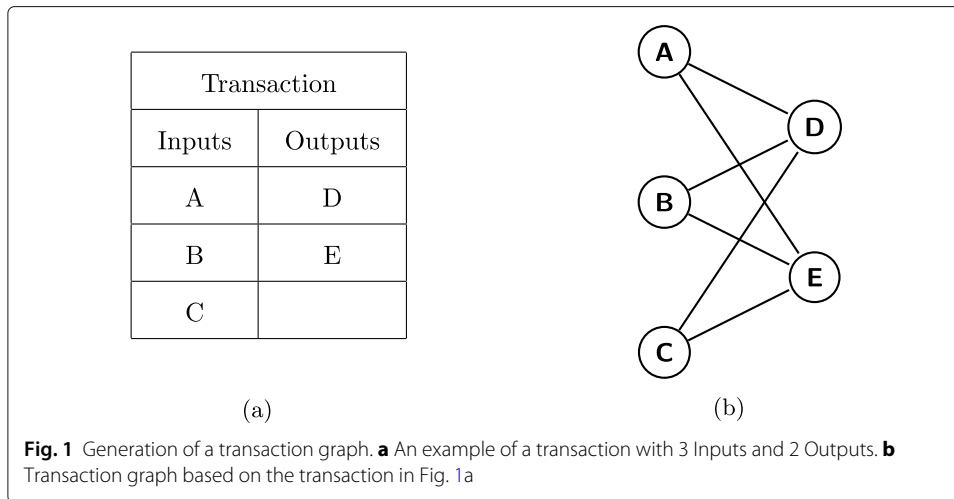 Transaction
Inputs Outputs
A D
B E
C
(a)
A
D
B
E
C
(b)
Fig. 1 Generation of a transaction graph. a An example of a transaction with 3 Inputs and 2 Outputs. b
Transaction graph based on the transaction in Fig. 1a